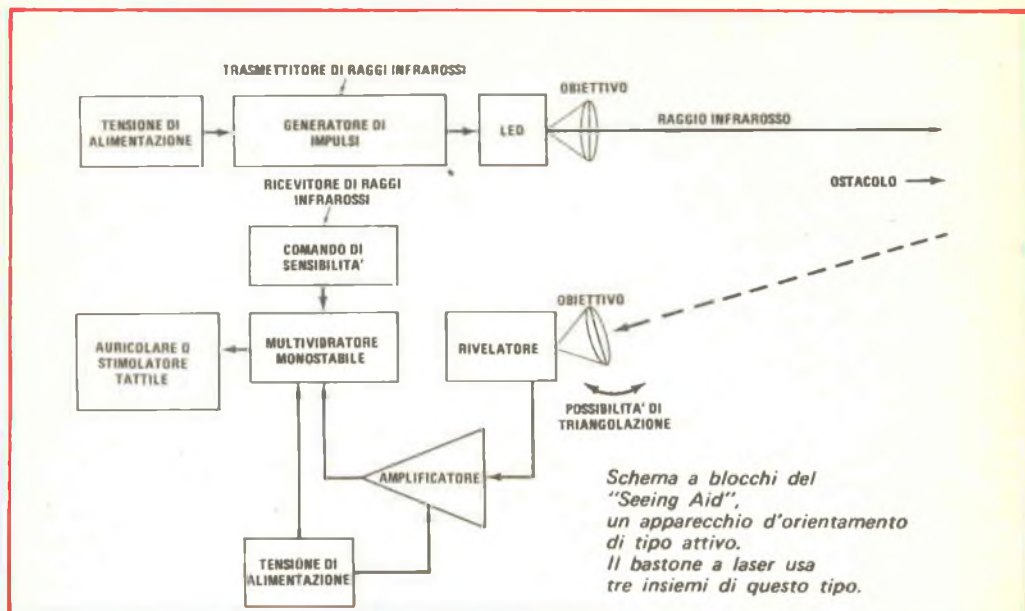 TRASMETTITORE DI RAGGI INFRAROSSI
TENSIONE DI
ALIMENTAZIONE
GENERATORE DI
IMPULSI
LED
OBIETTIVO
RAGGIO INFRAROSSO
OSTACOLO
RICEVITORE DI RAGGI
INFRAROSSI
COMANDO DI
SENSIBILITA'
AURICOLARE O
STIMOLATORE
TATTILE
MULTIVIBRATORE
MONOSTABILE
RIVELATORE
OBIETTIVO
POSSIBILITA' DI
TRIANGOLAZIONE
AMPLIFICATORE
TENSIONE DI
ALIMENTAZIONE
Schema a blocchi del
"Seeing Aid",
un apparecchio d'orientamento
di tipo attivo.
Il bastone a laser usa
tre insiemi di questo tipo.